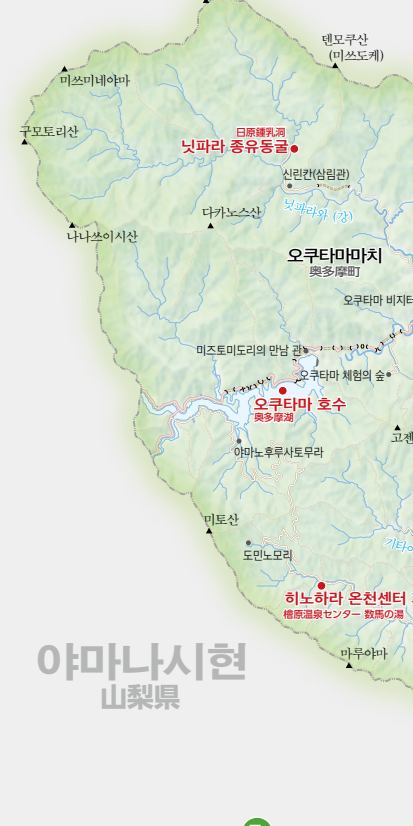 덴모쿠산
(미쓰도케)
미쓰미네야마
구모토리산
日原鍾乳洞
닛파라 종유동굴
신린칸(삼림관)
닛파라와 (강)
다카노스산
나나쓰이시산
오쿠타마마치
奥多摩町
오쿠타마 비지터
미즈토미도리의 만남 관
오쿠타마 체험의 숲
오쿠타마 호수
奥多摩湖
고젠
야마노후루사토무라
미토산
기타아
도민노모리
히노하라 온천센터
檜原温泉センター 数馬の湯
마루야마
야마나시현
山梨県